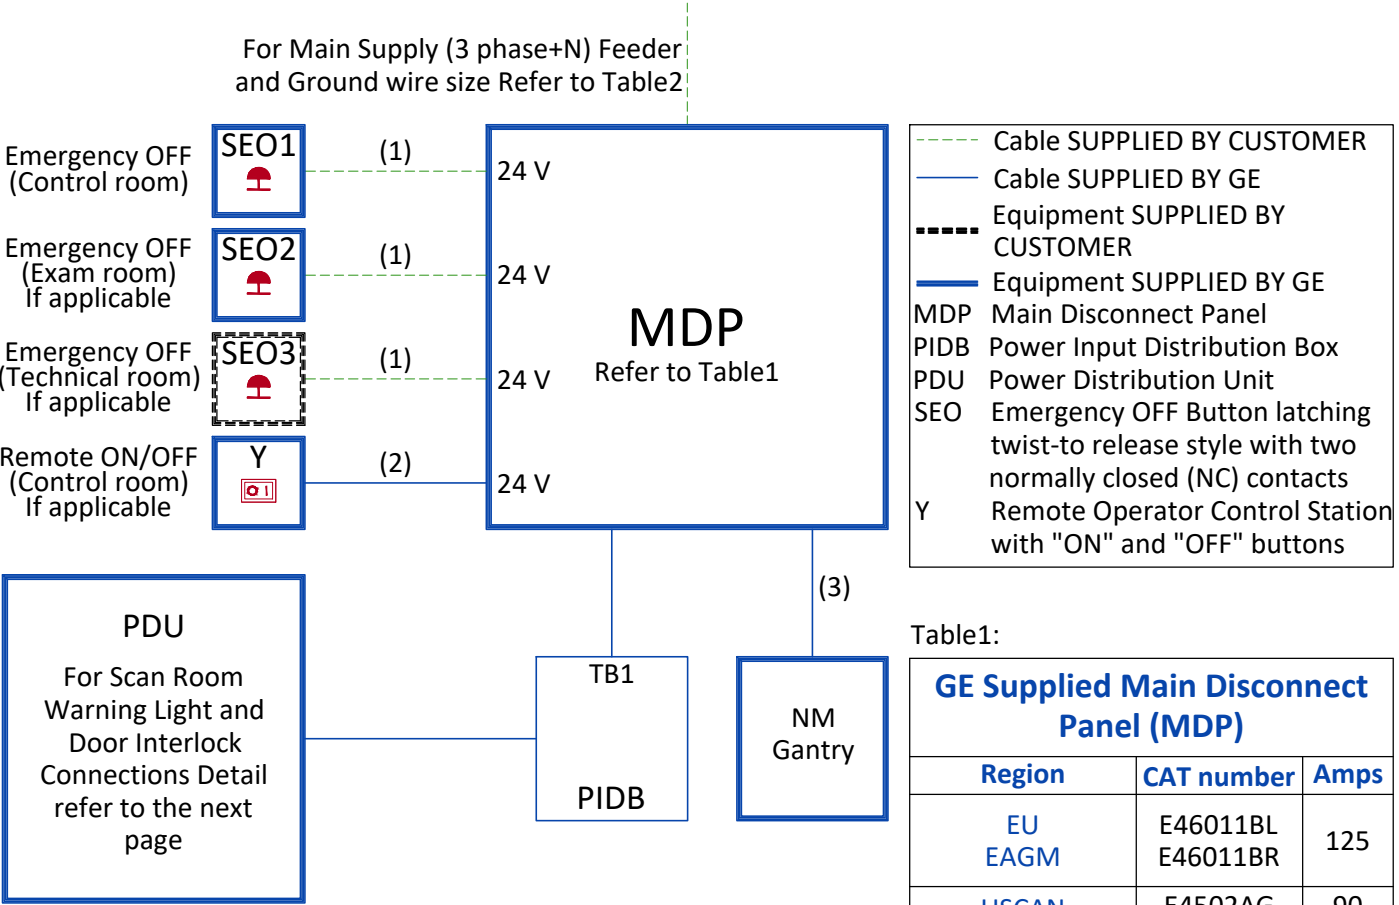 For Main Supply (3 phase+N) Feeder
and Ground wire size Refer to Table2
Emergency OFF
(Control room)
SEO1
(1)
24 V
Emergency OFF
(Exam room)
If applicable
SEO2
(1)
24 V
Emergency OFF
(Technical room)
If applicable
SEO3
(1)
24 V
Remote ON/OFF
(Control room)
If applicable
Y
(2)
24 V
MDP
Refer to Table1
(3)
PDU
For Scan Room
Warning Light and
Door Interlock
Connections Detail
refer to the next
page
TB1
PIDB
NM
Gantry
Cable SUPPLIED BY CUSTOMER
Cable SUPPLIED BY GE
Equipment SUPPLIED BY
CUSTOMER
Equipment SUPPLIED BY GE
MDP Main Disconnect Panel
PIDB Power Input Distribution Box
PDU Power Distribution Unit
SEO Emergency OFF Button latching
twist-to release style with two
normally closed (NC) contacts
Y Remote Operator Control Station
with "ON" and "OFF" buttons
Table1:
GE Supplied Main Disconnect
Panel (MDP)
Region CAT number Amps
EU E46011BL
EAGM E46011BR 125
USCAN E4502AG 90